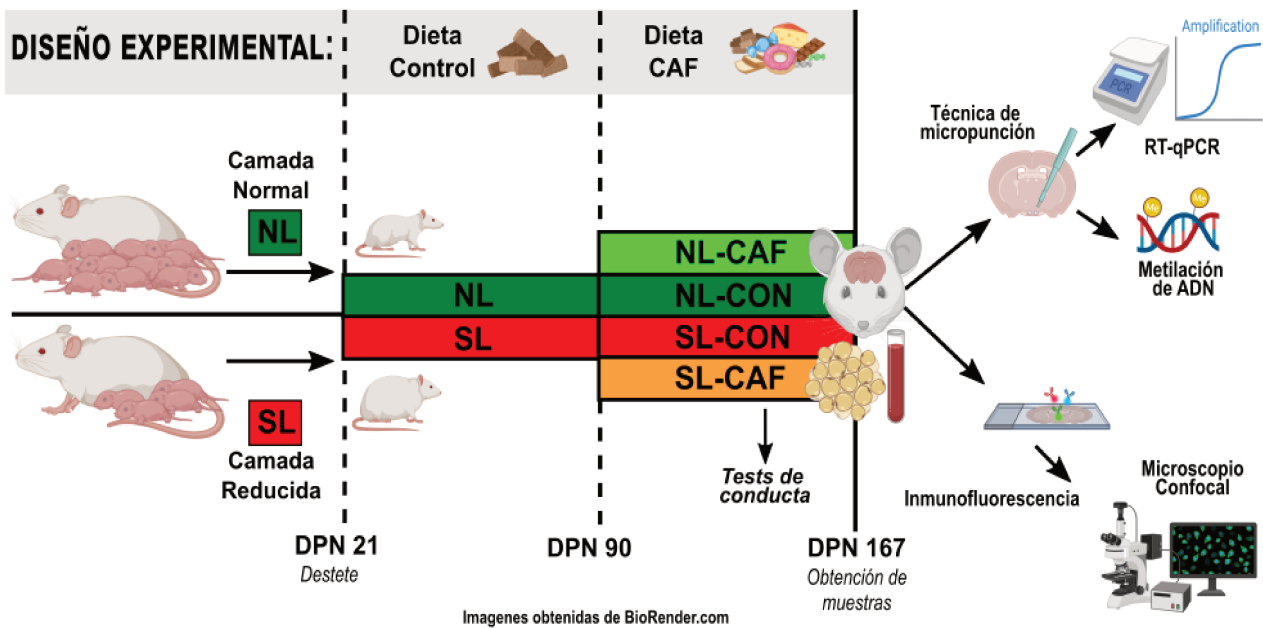 DISEÑO EXPERIMENTAL:
Dieta
Control
Dieta
CAF
Camada
Normal
NL
SL
Camada
Reducida
NL
SL
NL-CAF
NL-CON
SL-CON
SL-CAF
Tests de
conducta
DPN 21
Destete
DPN 90
DPN 167
Obtención de
muestras
Técnica de
micropunción
PCR
Amplification
RT-qPCR
Me
Me
Metilación
de ADN
Inmunofluorescencia
Microscopio
Confocal
Imagenes obtenidas de BioRender.com